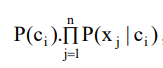 P(c_i).∏_{j=1}^{n} P(x_j | c_i)